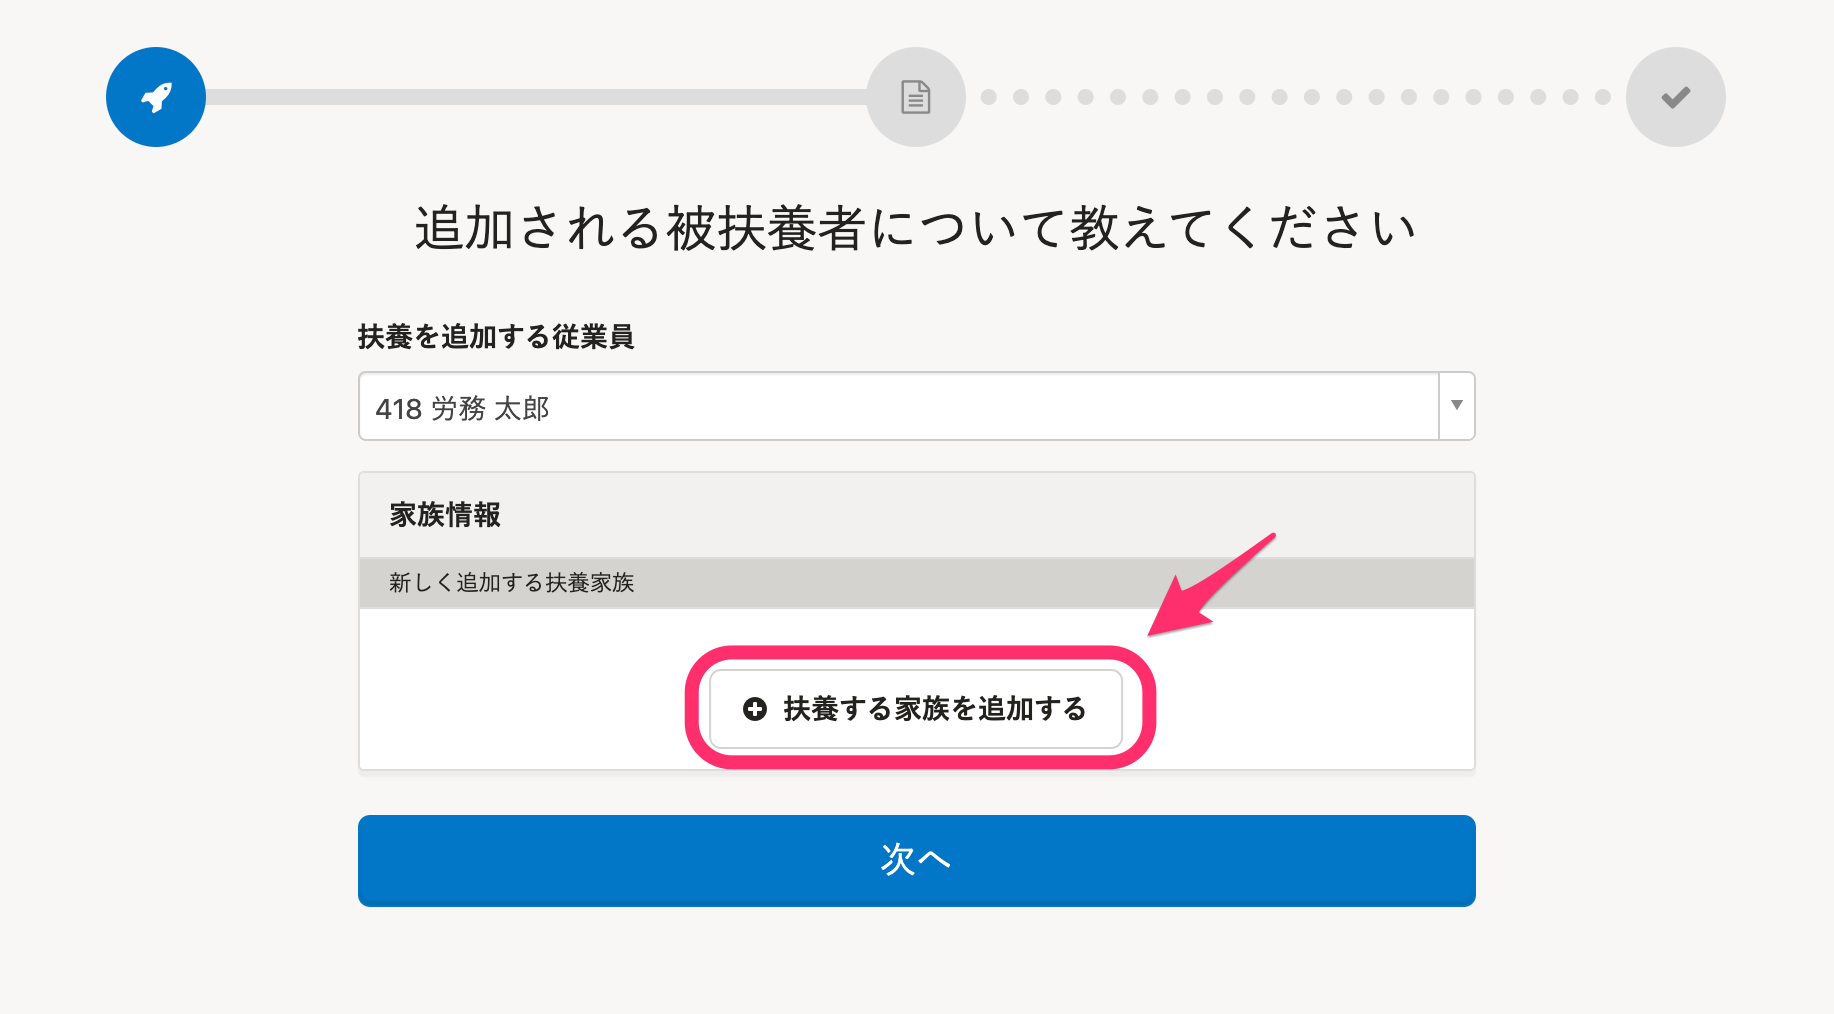 追加される被扶養者について教えてください
扶養を追加する従業員
418 労務 太郎
家族情報
新しく追加する扶養家族
扶養する家族を追加する
次へ